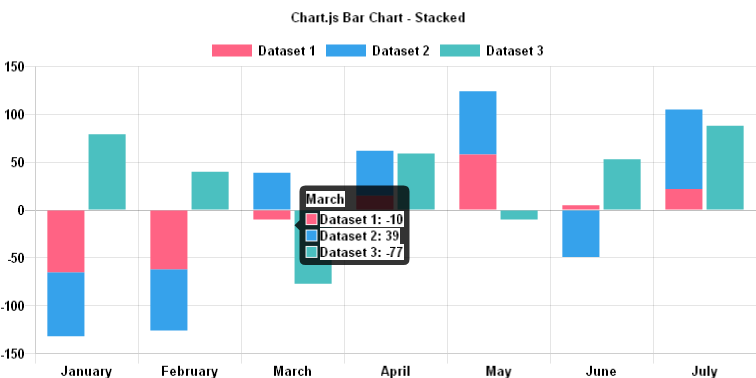 Chart.js Bar Chart - Stacked
Dataset 1 Dataset 2 Dataset 3
150
100
50
0
-50
-100
-150
March
Dataset 1: -10
Dataset 2: 39
Dataset 3: -77
January February March April May June July